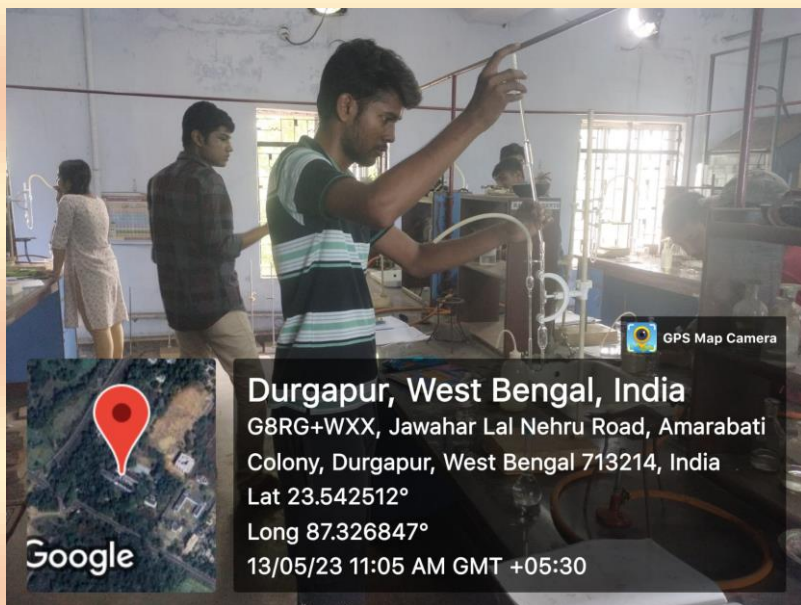 GPS Map Camera
Durgapur, West Bengal, India
G8RG+WXX, Jawahar Lal Nehru Road, Amarabati
Colony, Durgapur, West Bengal 713214, India
Lat 23.542512°
Long 87.326847°
13/05/23 11:05 AM GMT +05:30
Google